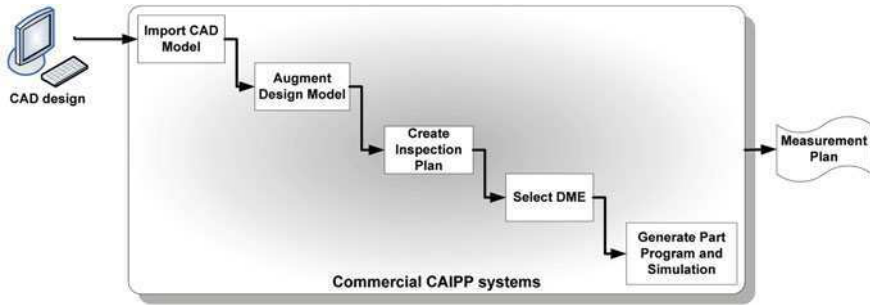 CAD design
Import CAD
Model
Augment
Design Model
Create
Inspection
Plan
Select DME
Generate Part
Program and
Simulation
Commercial CAIPP systems
Measurement
Plan